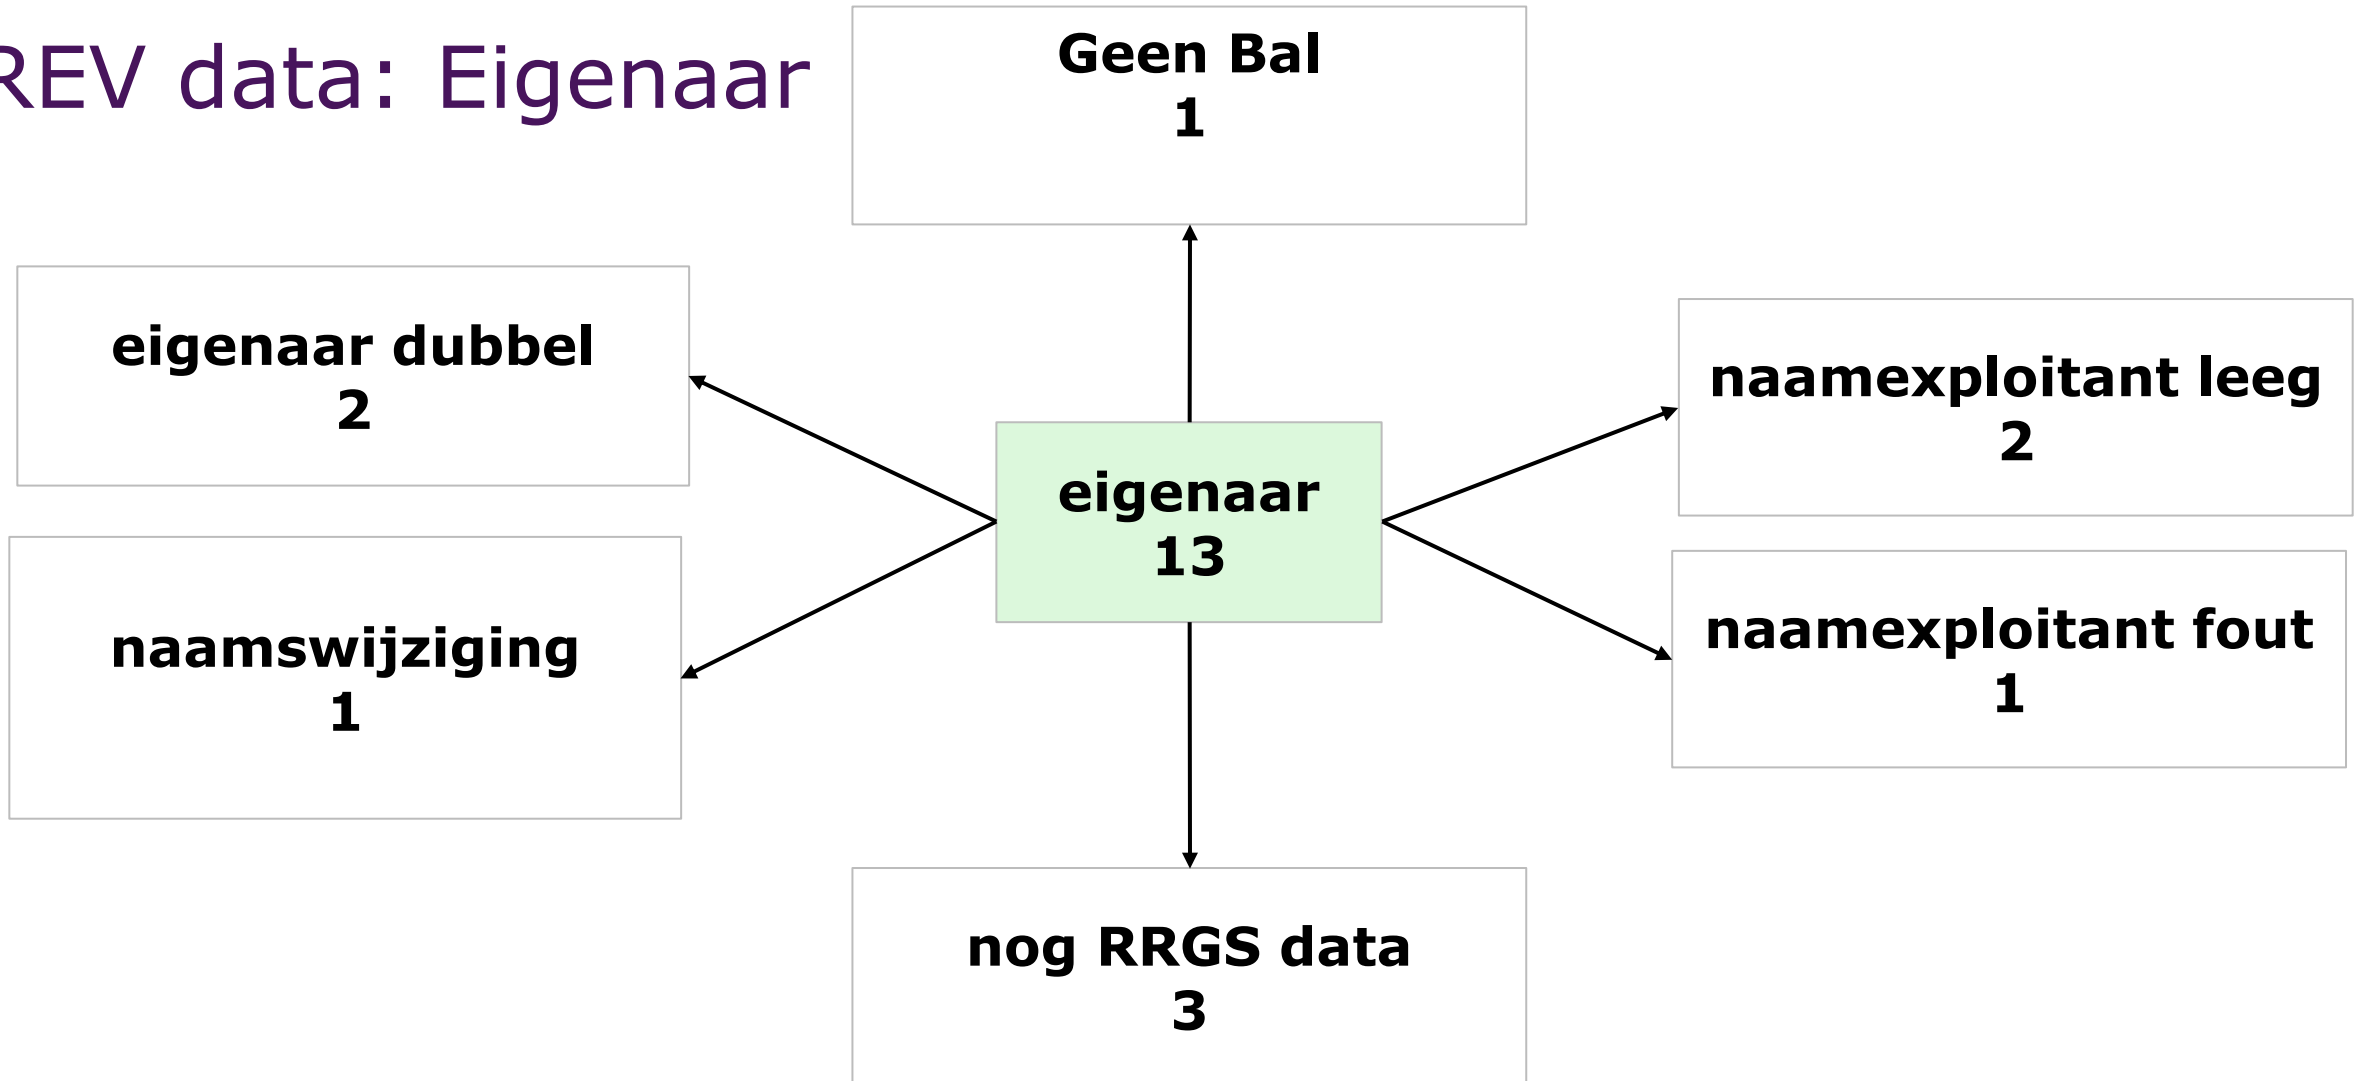 REV data: Eigenaar
Geen Bal
1
eigenaar dubbel
2
naamexploitant leeg
2
eigenaar
13
naamswijziging
1
naamexploitant fout
1
nog RRGS data
3